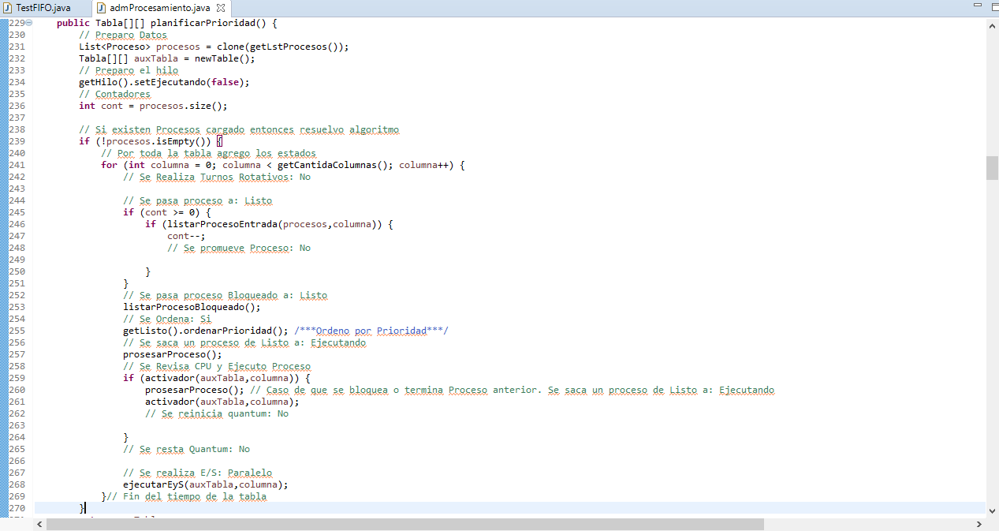 TestFIFO.java admProcesamiento.java
229 public Tabla[][] planificarPrioridad() {
230 // Preparo Datos
231 List<Proceso> procesos = clone(getLstProcesos());
232 Tabla[][] auxTabla = newTable();
233 // Preparo el hilo
234 getHilo().setEjecutando(false);
235 // Contadores
236 int cont = procesos.size();
237
238 // Si existen Procesos cargado entonces resuelvo algoritmo
239 if (!procesos.isEmpty()) {
240 // Por toda la tabla agrego los estados
241 for (int columna = 0; columna < getCantidaColumnas(); columna++) {
242 // Se Realiza Turnos Rotativos: No
243
244 // Se pasa proceso a: Listo
245 if (cont >= 0) {
246 if (listarProcesoEntrada(procesos,columna)) {
247 cont--;
248 // Se promueve Proceso: No
249
250 }
251 }
252 // Se pasa proceso Bloqueado a: Listo
253 listarProcesoBloqueado();
254 // Se Ordena: Si
255 getListo().ordenarPrioridad(); /***Ordeno por Prioridad***/
256 // Se saca un proceso de Listo a: Ejecutando
257 prosesarProceso();
258 // Se Revisa CPU y Ejecuto Proceso
259 if (activador(auxTabla,columna)) {
260 prosesarProceso(); // Caso de que se bloquea o termina Proceso anterior. Se saca un proceso de Listo a: Ejecutando
261 activador(auxTabla,columna);
262 // Se reinicia quantum: No
263
264 }
265 // Se resta Quantum: No
266
267 // Se realiza E/S: Paralelo
268 ejecutarEyS(auxTabla,columna);
269 }// Fin del tiempo de la tabla
270 }